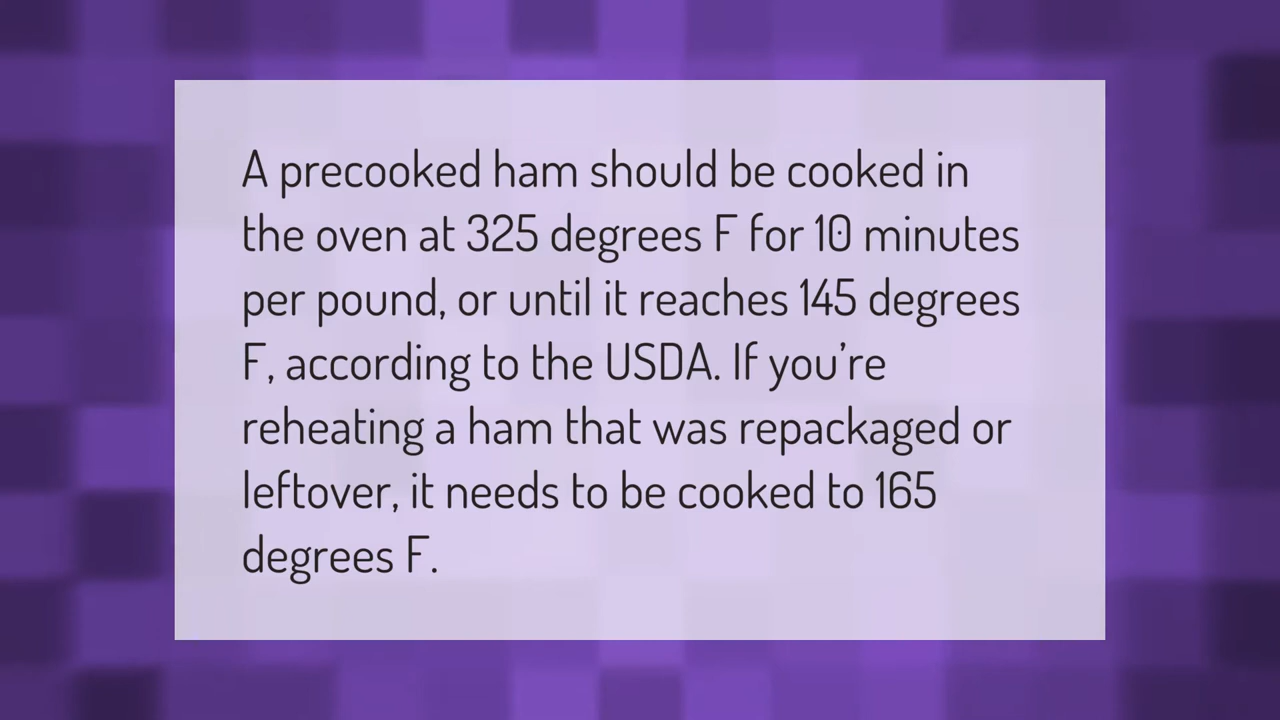 A precooked ham should be cooked in
the oven at 325 degrees F for 10 minutes
per pound, or until it reaches 145 degrees
F, according to the USDA. If you’re
reheating a ham that was repackaged or
leftover, it needs to be cooked to 165
degrees F.